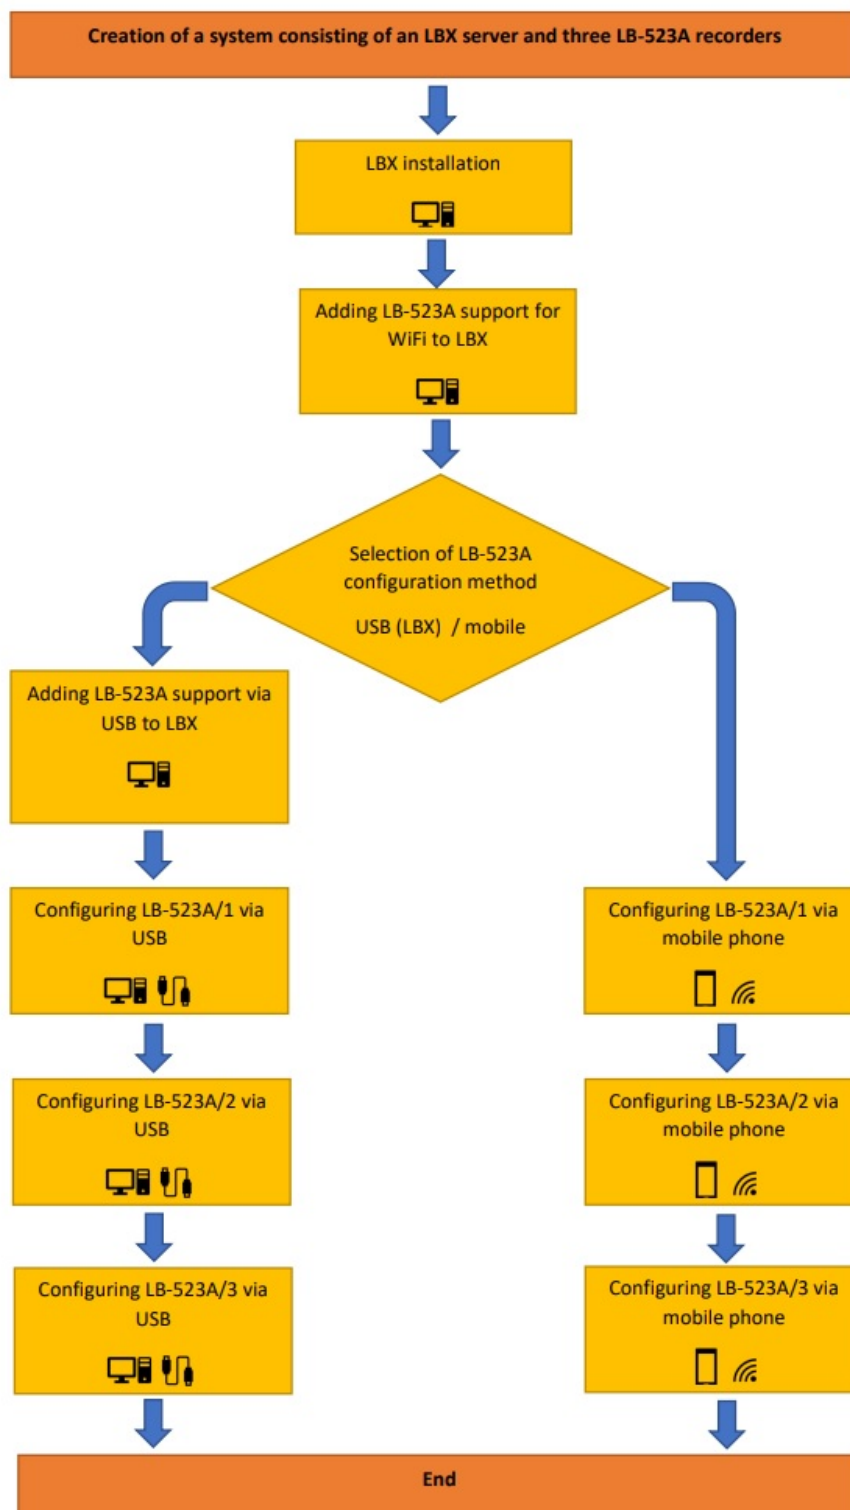 Creation of a system consisting of an LBX server and three LB-523A recorders
LBX installation
Adding LB-523A support for
WiFi to LBX
Selection of LB-523A
configuration method
USB (LBX) / mobile
Adding LB-523A support via
USB to LBX
Configuring LB-523A/1 via
USB
Configuring LB-523A/1 via
mobile phone
Configuring LB-523A/2 via
USB
Configuring LB-523A/2 via
mobile phone
Configuring LB-523A/3 via
USB
Configuring LB-523A/3 via
mobile phone
End